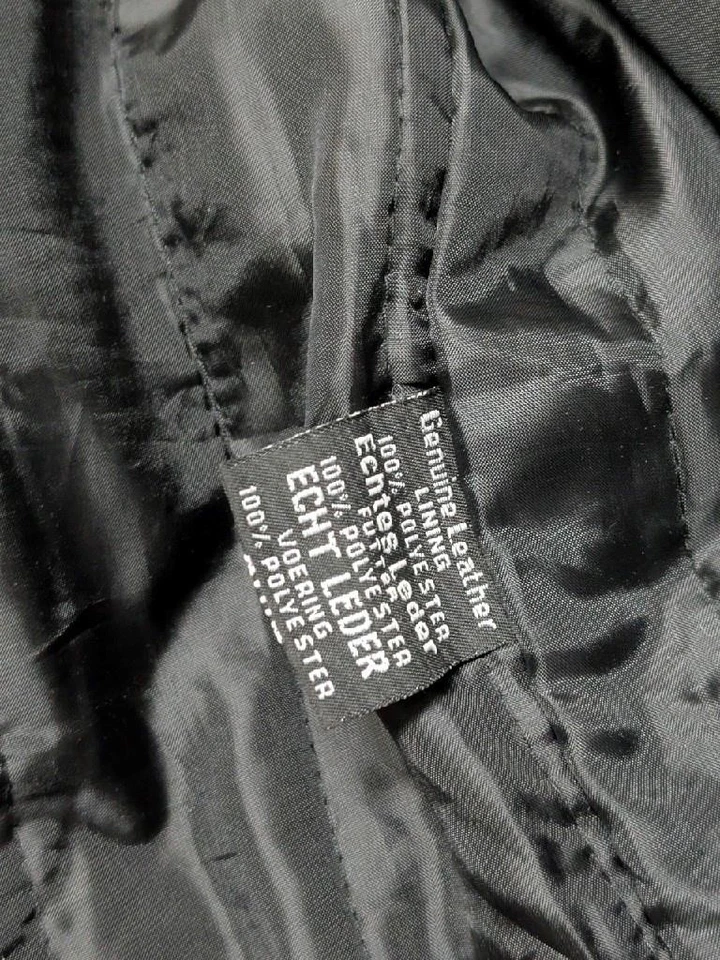 Genuine Leather
LINING
100% POLYESTER
Echtes Leder
FUTTER
100% POLYESTER
ECHT LEDER
VOERING
100% POLYESTER